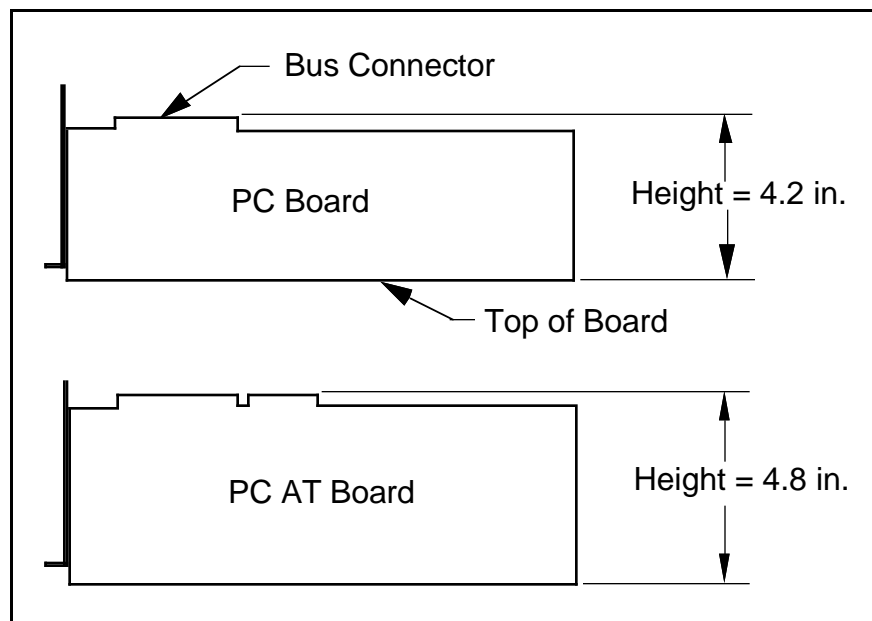 Bus Connector
PC Board
Height = 4.2 in.
Top of Board
PC AT Board
Height = 4.8 in.